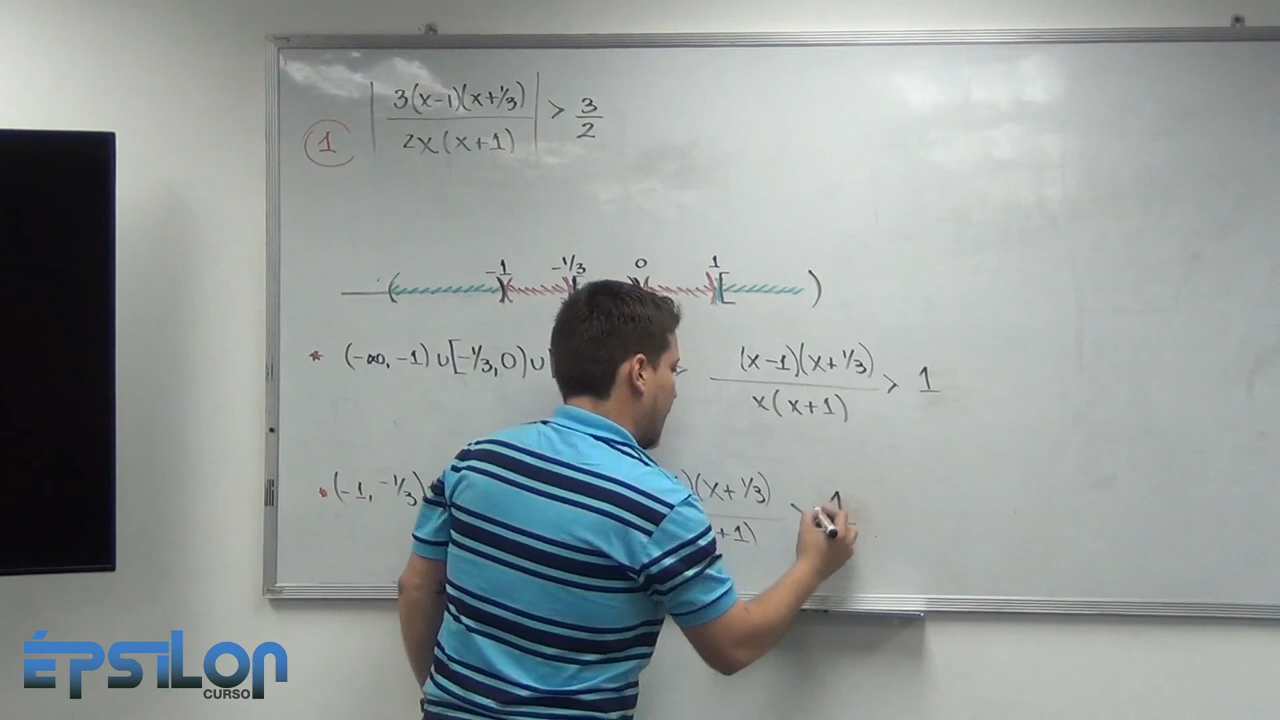 ① | 3(x-1)(x+1/3) / 2x(x+1) | > 3/2
-1 -1/3 0 1
* (-∞, -1) ∪ [-1/3, 0) ∪ (x-1)(x+1/3) / x(x+1) > 1
* (-1, -1/3) )(x+1/3) / +1) 1
ÉPSILON
CURSO